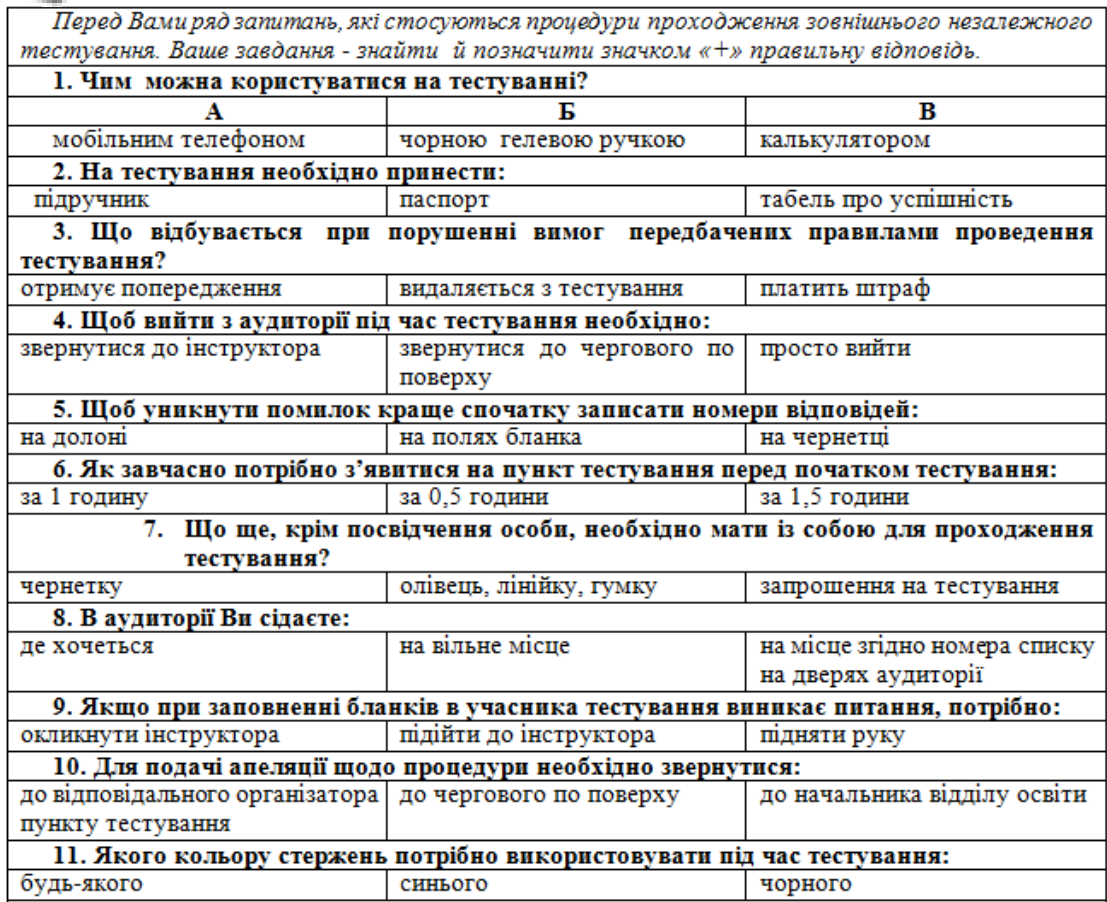 Перед Вами ряд запитань, які стосуються процедури проходження зовнішнього незалежного
тестування. Ваше завдання - знайти й позначити значком «+» правильну відповідь.
1. Чим можна користуватися на тестуванні?
А Б В
мобільним телефоном чорною гелевою ручкою калькулятором
2. На тестування необхідно принести:
підручник паспорт табель про успішність
3. Що відбувається при порушенні вимог передбачених правилами проведення
тестування?
отримує попередження видаляється з тестування платить штраф
4. Щоб вийти з аудиторії під час тестування необхідно:
звернутися до інструктора звернутися до чергового по просто вийти
поверху
5. Щоб уникнути помилок краще спочатку записати номери відповідей:
на долоні на полях бланка на чернетці
6. Як завчасно потрібно з’явитися на пункт тестування перед початком тестування:
за 1 годину за 0,5 години за 1,5 години
7. Що ще, крім посвідчення особи, необхідно мати із собою для проходження
тестування?
чернетку олівець, лінійку, гумку запрошення на тестування
8. В аудиторії Ви сідаєте:
де хочеться на вільне місце на місце згідно номера списку
на дверях аудиторії
9. Якщо при заповненні бланків в учасника тестування виникає питання, потрібно:
окликнути інструктора підійти до інструктора підняти руку
10. Для подачі апеляції щодо процедури необхідно звернутися:
до відповідального організатора до чергового по поверху до начальника відділу освіти
пункту тестування
11. Якого кольору стержень потрібно використовувати під час тестування:
будь-якого синього чорного